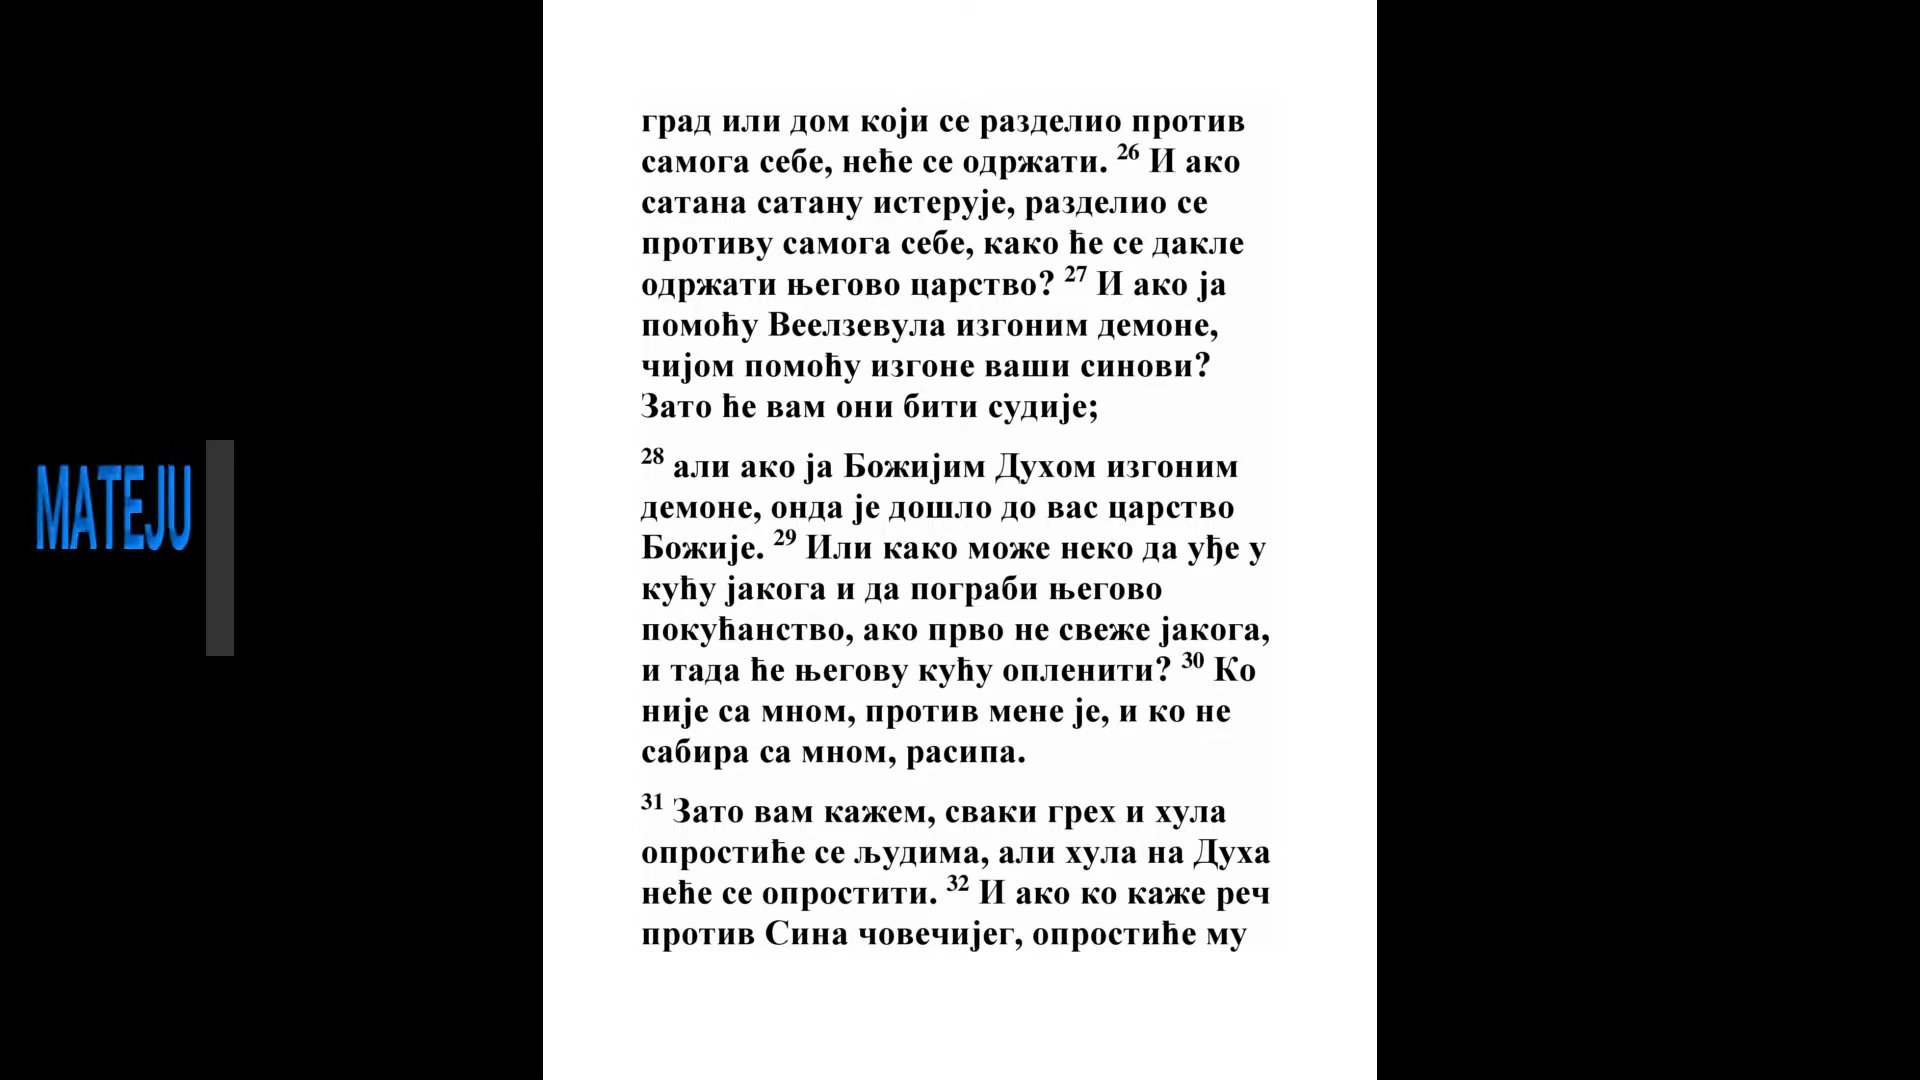 MATEJU
град или дом који се разделио против
самога себе, неће се одржати. 26 И ако
сатана сатану истерује, разделио се
противу самога себе, како ће се дакле
одржати његово царство? 27 И ако ја
помоћу Веелзевула изгоним демоне,
чијом помоћу изгоне ваши синови?
Зато ће вам они бити судије;
28 али ако ја Божијим Духом изгоним
демоне, онда је дошло до вас царство
Божије. 29 Или како може неко да уђе у
кућу јакога и да пограби његово
покућанство, ако прво не свеже јакога,
и тада ће његову кућу опленити? 30 Ко
није са мном, против мене је, и ко не
сабира са мном, расипа.
31 Зато вам кажем, сваки грех и хула
опростиће се људима, али хула на Духа
неће се опростити. 32 И ако ко каже реч
против Сина човечијег, опростиће му